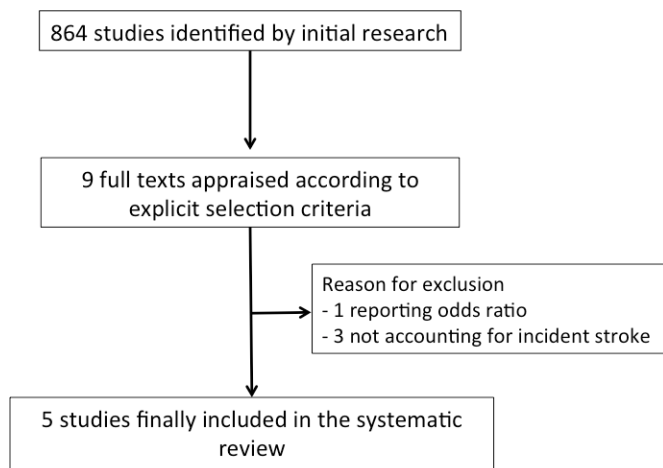 864 studies identified by initial research
9 full texts appraised according to
explicit selection criteria
Reason for exclusion
- 1 reporting odds ratio
- 3 not accounting for incident stroke
5 studies finally included in the systematic
review